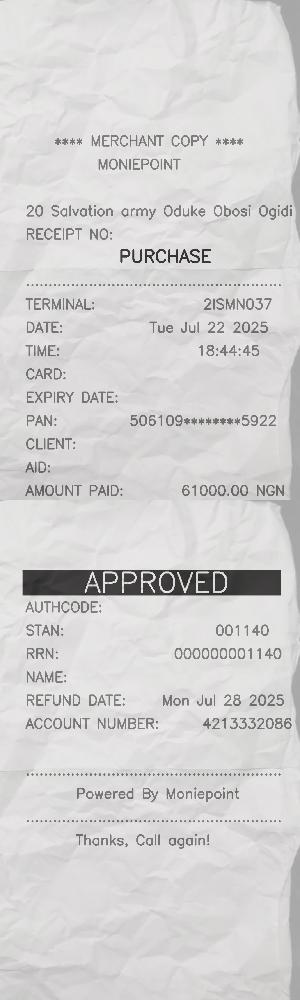 **** MERCHANT COPY ****
MONIEPOINT
20 Salvation army Oduke Obosi Ogidi
RECEIPT NO:
PURCHASE
TERMINAL: 2ISMN037
DATE: Tue Jul 22 2025
TIME: 18:44:45
CARD:
EXPIRY DATE:
PAN: 506109********5922
CLIENT:
AID:
AMOUNT PAID: 61000.00 NGN
APPROVED
AUTHCODE:
STAN: 001140
RRN: 000000001140
NAME:
REFUND DATE: Mon Jul 28 2025
ACCOUNT NUMBER: 4213332086
Powered By Moniepoint
Thanks, Call again!